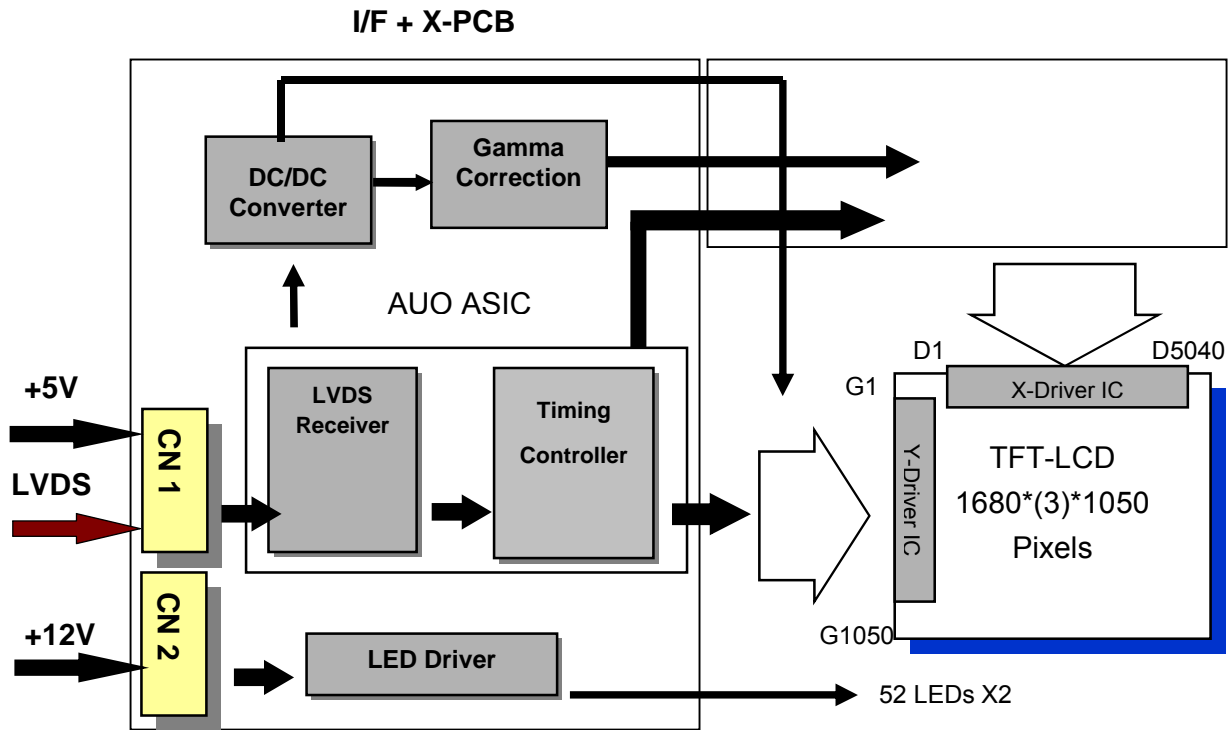 I/F + X-PCB
DC/DC
Converter
Gamma
Correction
AUO ASIC
+5V
LVDS
+12V
CN 1
CN 2
LVDS
Receiver
Timing
Controller
LED Driver
D1
D5040
G1
X-Driver IC
Y-Driver IC
TFT-LCD
1680*(3)*1050
Pixels
G1050
52 LEDs X2